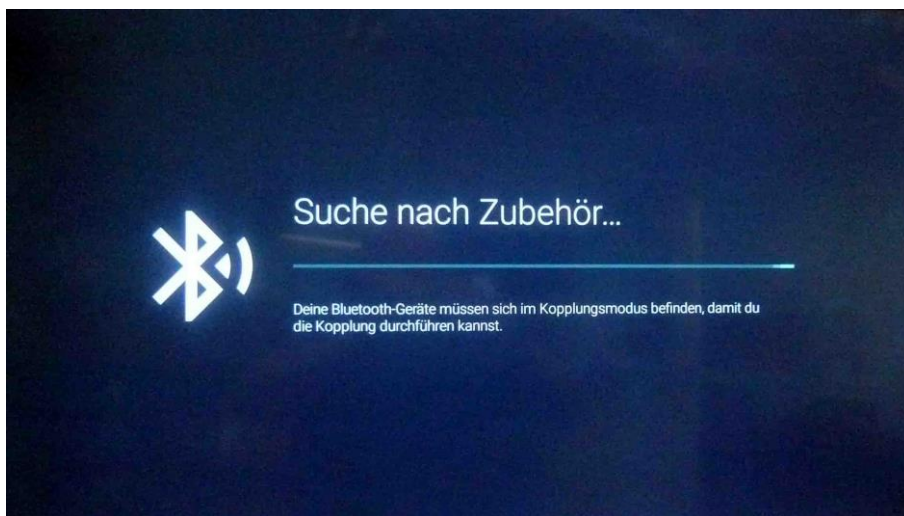 Suche nach Zubehör...
Deine Bluetooth-Geräte müssen sich im Kopplungsmodus befinden, damit du
die Kopplung durchführen kannst.